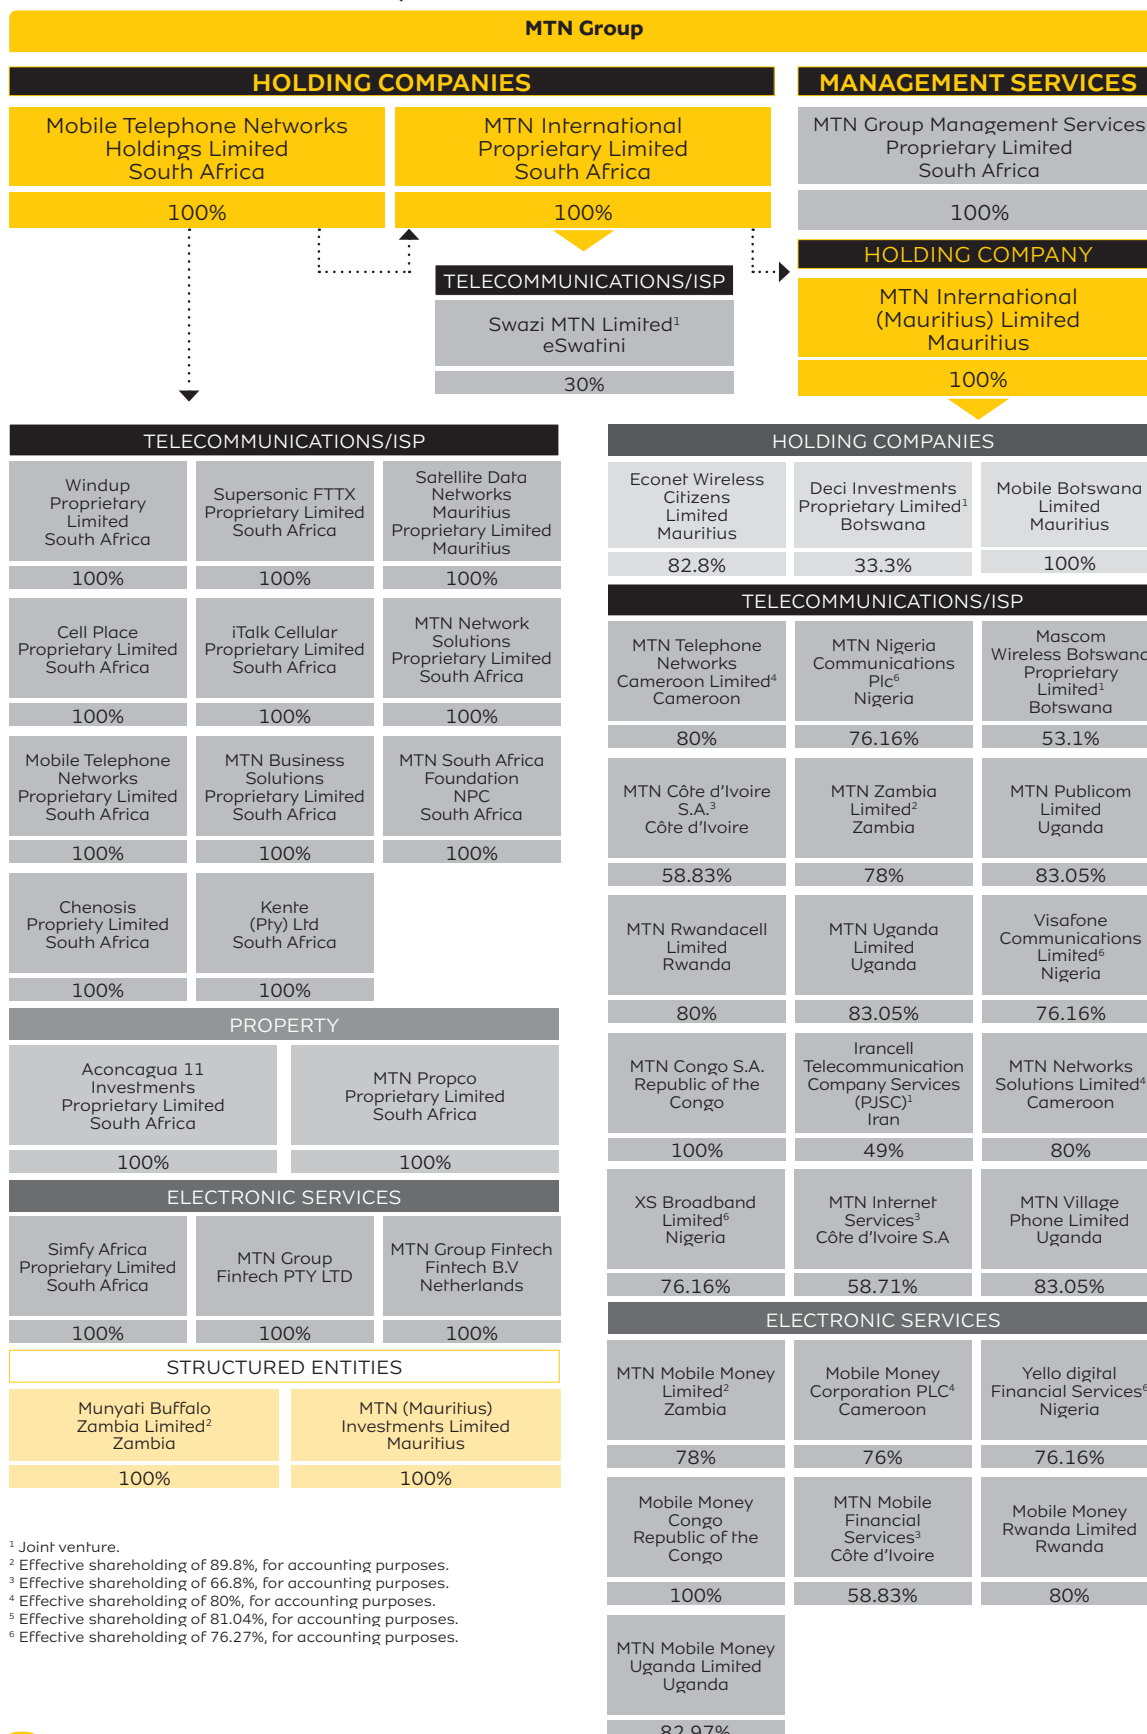 MTN Group
HOLDING COMPANIES
Mobile Telephone Networks
Holdings Limited
South Africa
100%
MTN International
Proprietary Limited
South Africa
100%
MANAGEMENT SERVICES
MTN Group Management Services
Proprietary Limited
South Africa
100%
TELECOMMUNICATIONS/ISP
Swazi MTN Limited¹
eSwatini
30%
HOLDING COMPANY
MTN International
(Mauritius) Limited
Mauritius
100%
TELECOMMUNICATIONS/ISP
Windup
Proprietary
Limited
South Africa
100%
Supersonic FTTX
Proprietary Limited
South Africa
100%
Satellite Data
Networks
Mauritius
Proprietary Limited
Mauritius
100%
Cell Place
Proprietary Limited
South Africa
100%
iTalk Cellular
Proprietary Limited
South Africa
100%
MTN Network
Solutions
Proprietary Limited
South Africa
100%
Mobile Telephone
Networks
Proprietary Limited
South Africa
100%
MTN Business
Solutions
Proprietary Limited
South Africa
100%
MTN South Africa
Foundation
NPC
South Africa
100%
Chenosis
Propriety Limited
South Africa
100%
Kente
(Pty) Ltd
South Africa
100%
PROPERTY
Aconcagua 11
Investments
Proprietary Limited
South Africa
100%
MTN Propco
Proprietary Limited
South Africa
100%
ELECTRONIC SERVICES
Simfy Africa
Proprietary Limited
South Africa
100%
MTN Group
Fintech PTY LTD
100%
MTN Group Fintech
Fintech B.V
Netherlands
100%
STRUCTURED ENTITIES
Munyati Buffalo
Zambia Limited²
Zambia
100%
MTN (Mauritius)
Investments Limited
Mauritius
100%
¹ Joint venture.
² Effective shareholding of 89.8%, for accounting purposes.
³ Effective shareholding of 66.8%, for accounting purposes.
⁴ Effective shareholding of 80%, for accounting purposes.
⁵ Effective shareholding of 81.04%, for accounting purposes.
⁶ Effective shareholding of 76.27%, for accounting purposes.
HOLDING COMPANIES
Econet Wireless
Citizens
Limited
Mauritius
82.8%
Deci Investments
Proprietary Limited¹
Botswana
33.3%
Mobile Botswana
Limited
Mauritius
100%
TELECOMMUNICATIONS/ISP
MTN Telephone
Networks
Cameroon Limited⁴
Cameroon
80%
MTN Nigeria
Communications
Plc⁶
Nigeria
76.16%
Mascom
Wireless Botswana
Proprietary
Limited¹
Botswana
53.1%
MTN Côte d'Ivoire
S.A.³
Côte d'Ivoire
58.83%
MTN Zambia
Limited²
Zambia
78%
MTN Publicom
Limited
Uganda
83.05%
MTN Rwandacell
Limited
Rwanda
80%
MTN Uganda
Limited
Uganda
83.05%
Visafone
Communications
Limited⁶
Nigeria
76.16%
MTN Congo S.A.
Republic of the
Congo
100%
Irancell
Telecommunication
Company Services
(PJSC)¹
Iran
49%
MTN Networks
Solutions Limited⁴
Cameroon
80%
XS Broadband
Limited⁶
Nigeria
76.16%
MTN Internet
Services³
Côte d'Ivoire S.A
58.71%
MTN Village
Phone Limited
Uganda
83.05%
ELECTRONIC SERVICES
MTN Mobile Money
Limited²
Zambia
78%
Mobile Money
Corporation PLC⁴
Cameroon
76%
Yello digital
Financial Services⁶
Nigeria
76.16%
Mobile Money
Congo
Republic of the
Congo
100%
MTN Mobile
Financial
Services³
Côte d'Ivoire
58.83%
Mobile Money
Rwanda Limited
Rwanda
80%
MTN Mobile Money
Uganda Limited
Uganda
82.97%